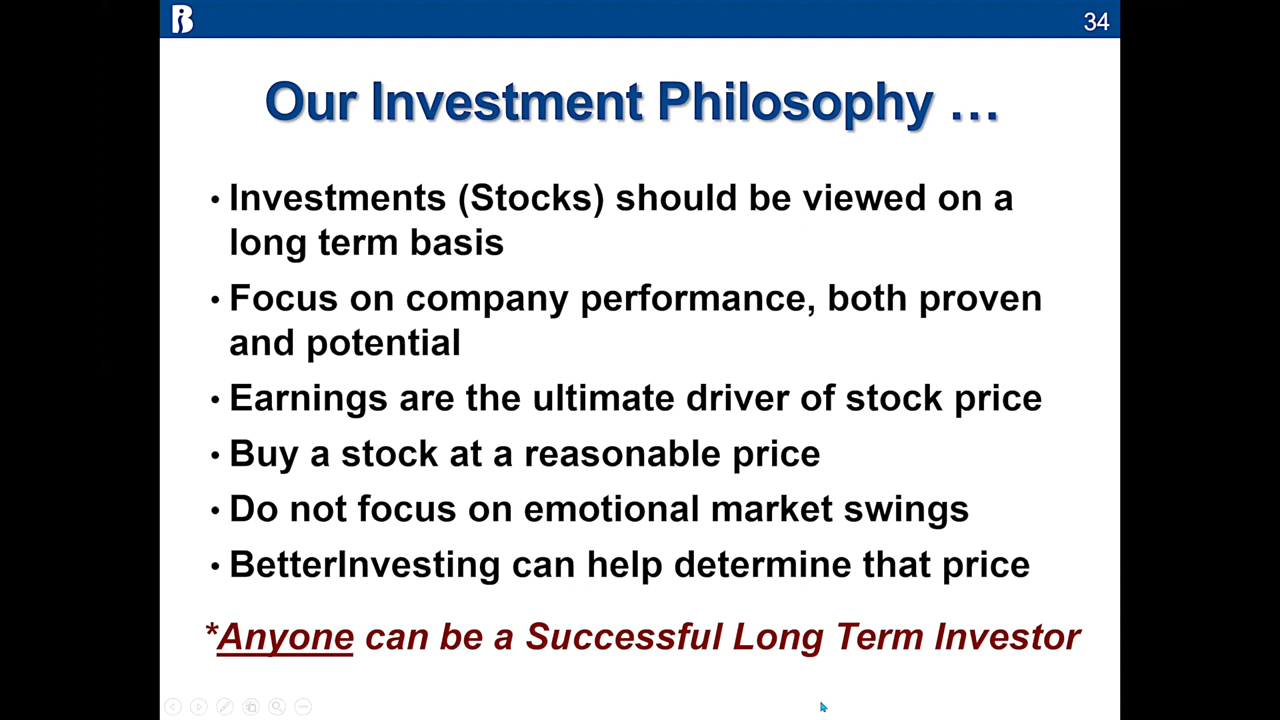 34
Our Investment Philosophy …
• Investments (Stocks) should be viewed on a
long term basis
• Focus on company performance, both proven
and potential
• Earnings are the ultimate driver of stock price
• Buy a stock at a reasonable price
• Do not focus on emotional market swings
• BetterInvesting can help determine that price
*Anyone can be a Successful Long Term Investor